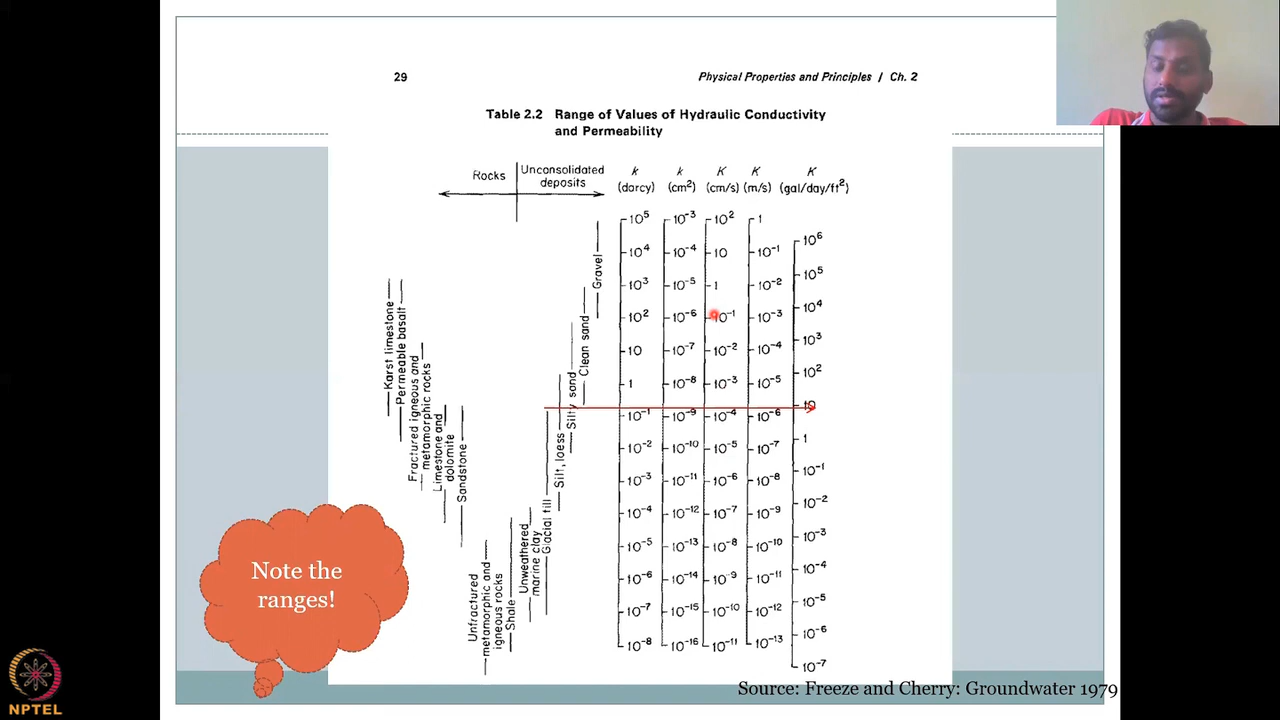 29
Physical Properties and Principles / Ch. 2
Table 2.2 Range of Values of Hydraulic Conductivity
and Permeability
Rocks
Unconsolidated
deposits
k
(darcy)
k
(cm²)
K
(cm/s)
K
(m/s)
K
(gal/day/ft²)
Karst limestone
Permeable basalt
Fractured igneous and
metamorphic rocks
Limestone and
dolomite
Sandstone
Unfractured
metamorphic and
igneous rocks
Shale
Unweathered
marine clay
Glacial till
Silt, loess
Silty sand
Clean sand
Gravel
10⁵ 10⁻³ 10² 1
10⁶
10⁴ 10⁻⁴ 10 10⁻¹
10⁵
10³ 10⁻⁵ 1 10⁻²
10⁴
10² 10⁻⁶ 10⁻¹ 10⁻³
10³
10 10⁻⁷ 10⁻² 10⁻⁴
10²
1 10⁻⁸ 10⁻³ 10⁻⁵
10
10⁻¹ 10⁻⁹ 10⁻⁴ 10⁻⁶
1
10⁻² 10⁻¹⁰ 10⁻⁵ 10⁻⁷
10⁻¹
10⁻³ 10⁻¹¹ 10⁻⁶ 10⁻⁸
10⁻²
10⁻⁴ 10⁻¹² 10⁻⁷ 10⁻⁹
10⁻³
10⁻⁵ 10⁻¹³ 10⁻⁸ 10⁻¹⁰
10⁻⁴
10⁻⁶ 10⁻¹⁴ 10⁻⁹ 10⁻¹¹
10⁻⁵
10⁻⁷ 10⁻¹⁵ 10⁻¹⁰ 10⁻¹²
10⁻⁶
10⁻⁸ 10⁻¹⁶ 10⁻¹¹ 10⁻¹³
10⁻⁷
Note the
ranges!
Source: Freeze and Cherry: Groundwater 1979
NPTEL